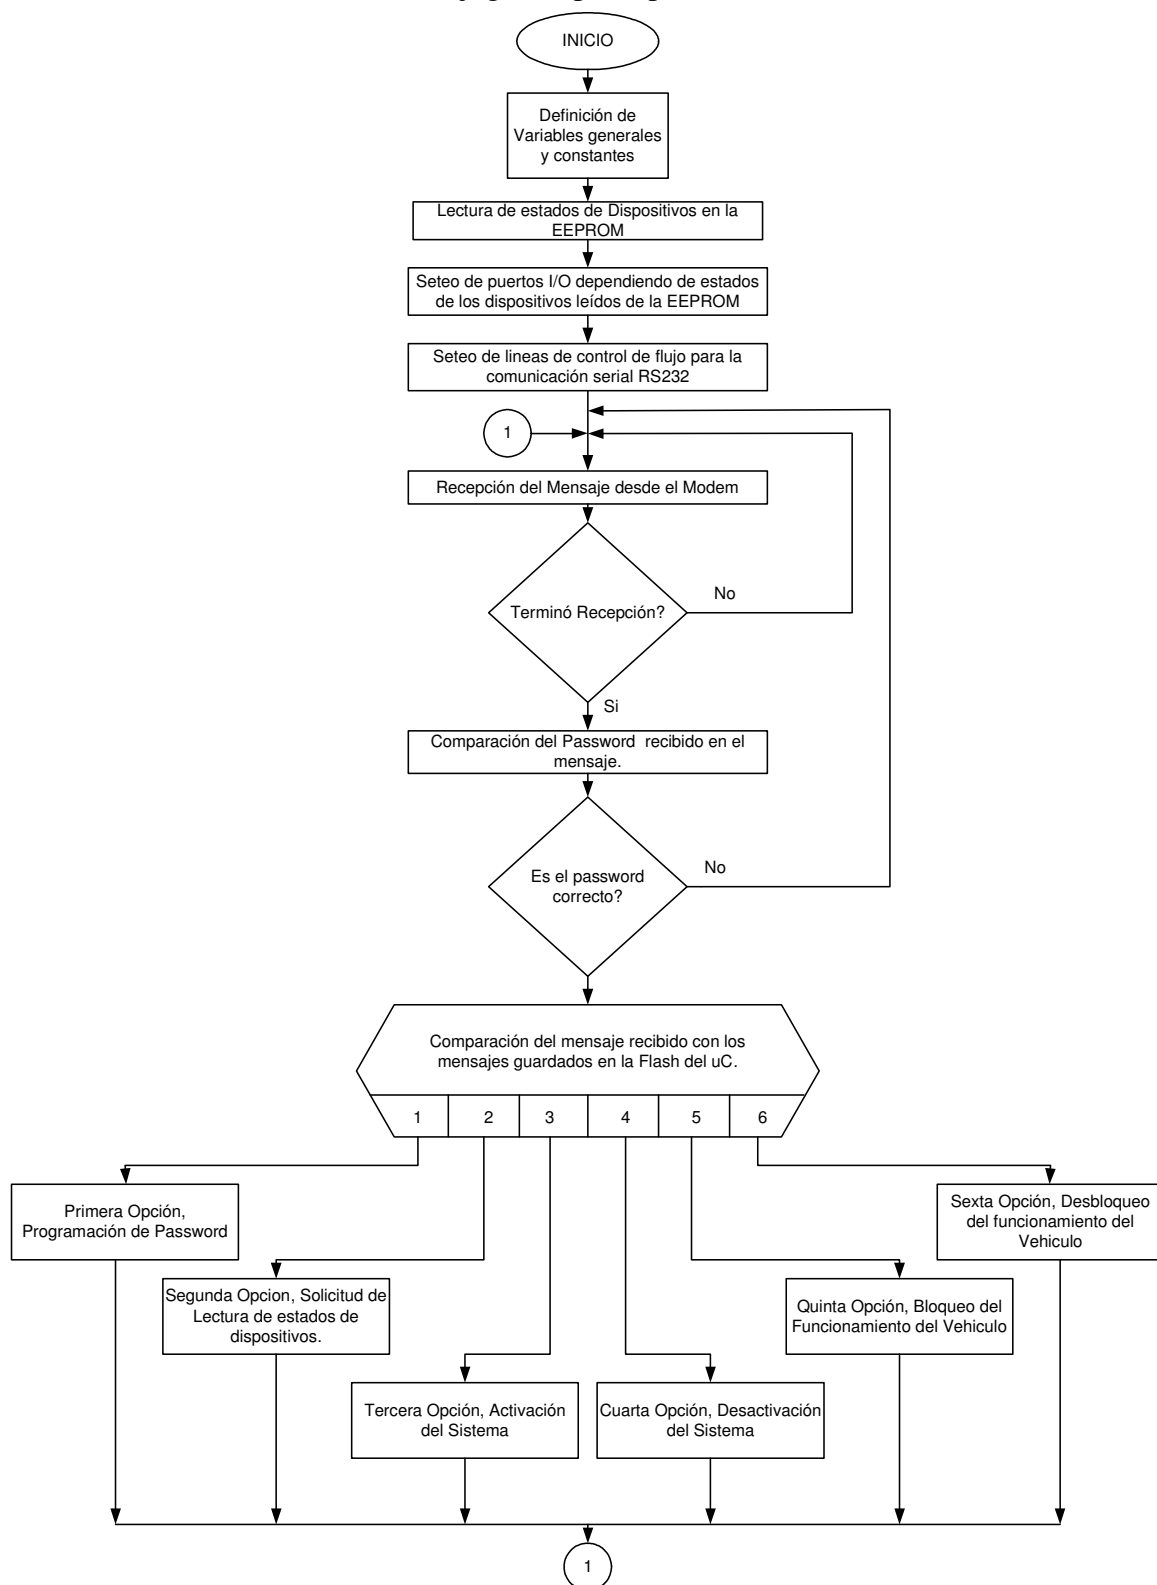 INICIO
Definición de
Variables generales
y constantes
Lectura de estados de Dispositivos en la
EEPROM
Seteo de puertos I/O dependiendo de estados
de los dispositivos leídos de la EEPROM
Seteo de lineas de control de flujo para la
comunicación serial RS232
1
Recepción del Mensaje desde el Modem
Terminó Recepción?
No
Si
Comparación del Password recibido en el
mensaje.
Es el password
correcto?
No
Comparación del mensaje recibido con los
mensajes guardados en la Flash del uC.
1 2 3 4 5 6
Primera Opción,
Programación de Password
Sexta Opción, Desbloqueo
del funcionamiento del
Vehiculo
Segunda Opcion, Solicitud de
Lectura de estados de
dispositivos.
Quinta Opción, Bloqueo del
Funcionamiento del Vehiculo
Tercera Opción, Activación
del Sistema
Cuarta Opción, Desactivación
del Sistema
1